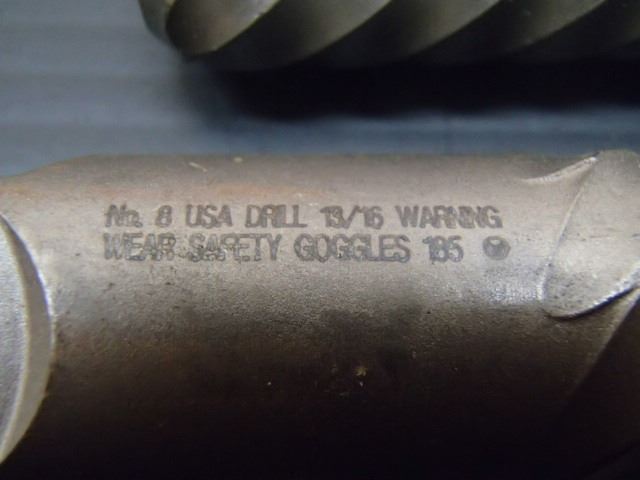 No. 8 USA DRILL 13/16 WARNING
WEAR SAFETY GOGGLES 185